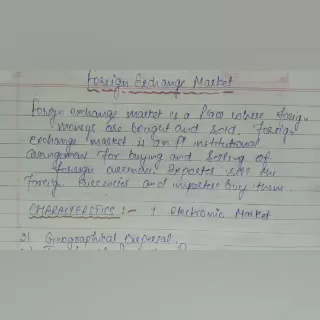 Foreign Exchange Market
Foreign exchange market is a place where foreign
moneys are bought and sold. Foreign
exchange market is an institutional
arrangement for buying and selling of
foreign currencies. Exporter sells the
foreign currencies and importers buy them.
CHARACTERSTICS :- 1 Electronic Market
2) Geographical Dispersal.